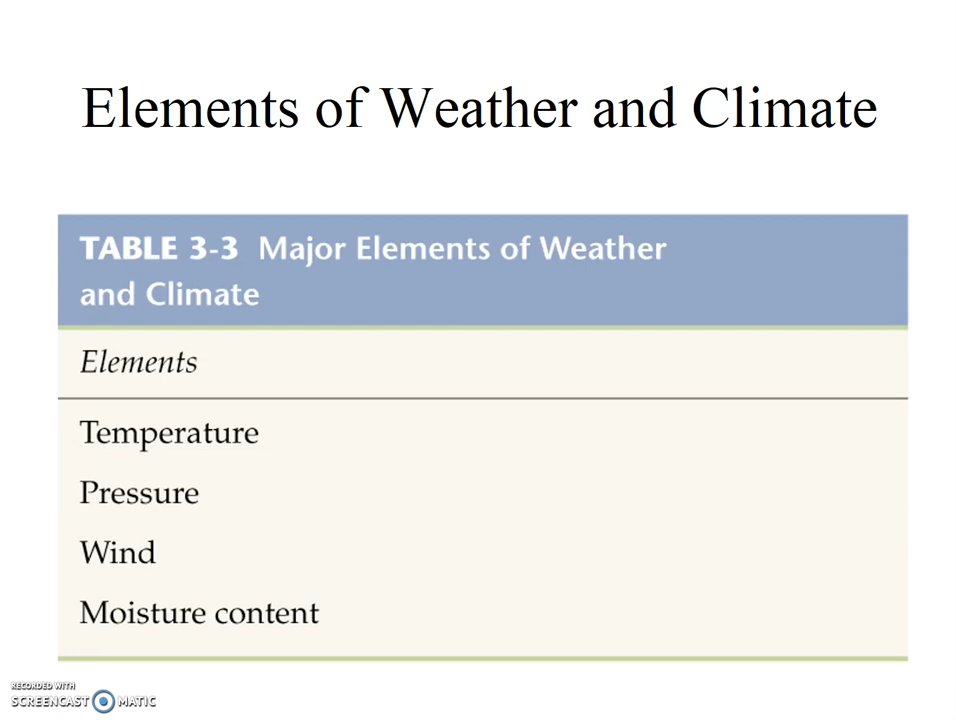 Elements of Weather and Climate
TABLE 3-3 Major Elements of Weather
and Climate
Elements
Temperature
Pressure
Wind
Moisture content
RECORDED WITH
SCREENCAST MATIC